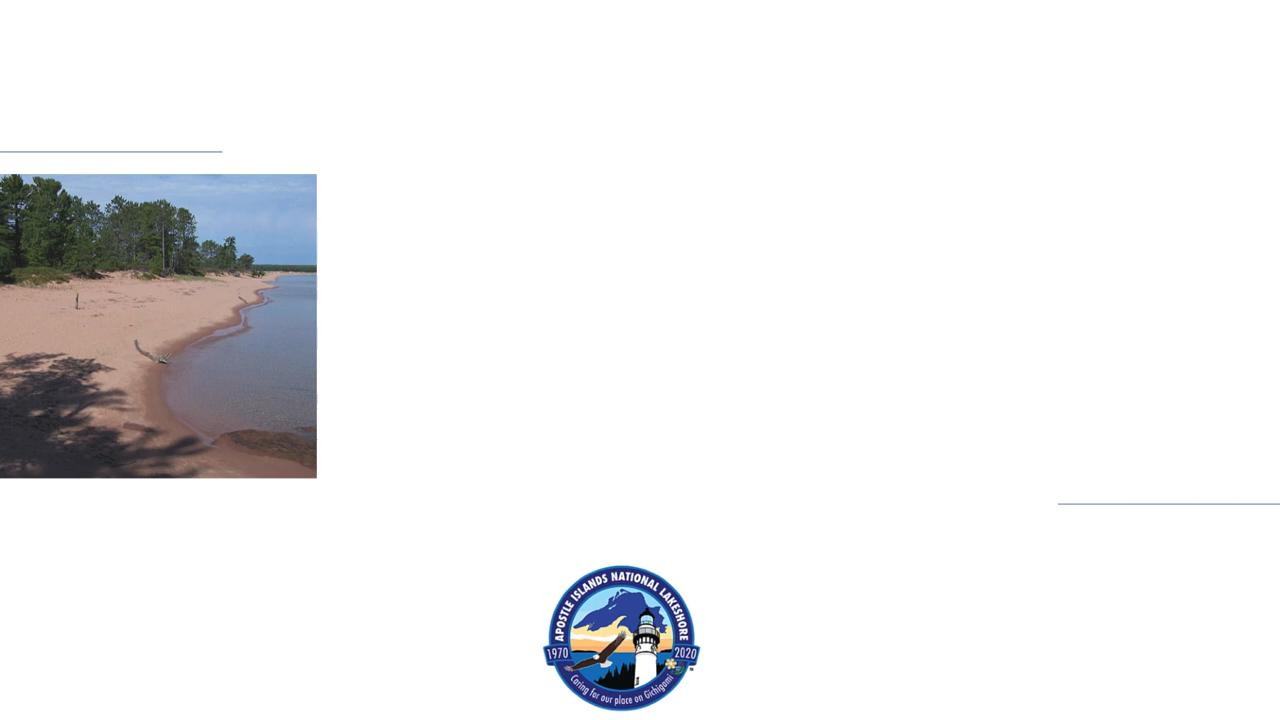 APOSTLE ISLANDS NATIONAL LAKESHORE
1970
2020
Caring for our place on Gichigami